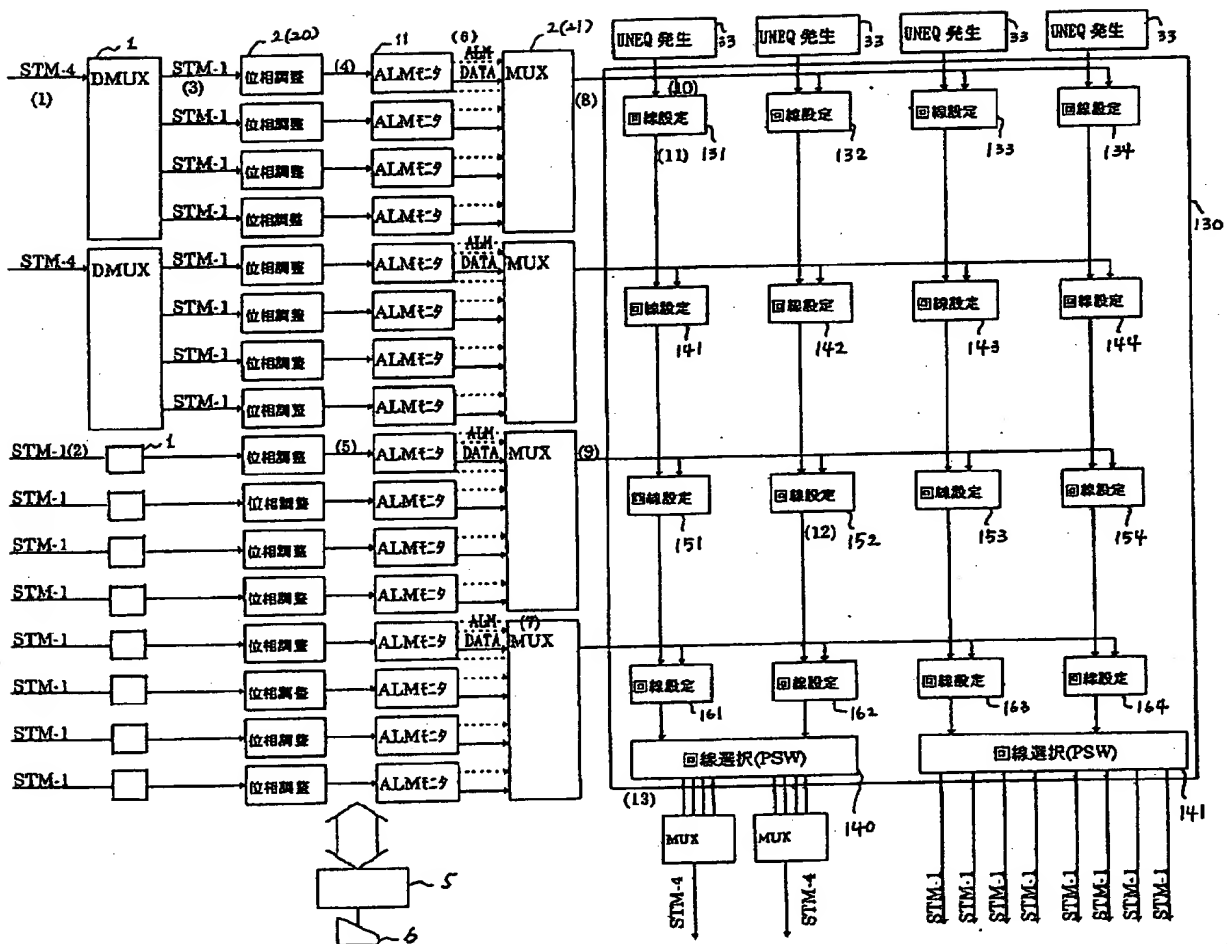 1
2(20)
11
(6)
2(21)
UNEQ 発生
33
UNEQ 発生
33
UNEQ 発生
33
UNEQ 発生
33
STM-4
(1)
DMUX
STM-1
(3)
位相調整
(4)
ALMモニタ
ALM
DATA
MUX
(8)
(10)
回線設定
131
(11)
回線設定
132
回線設定
133
回線設定
134
130
STM-1
位相調整
ALMモニタ
STM-1
位相調整
ALMモニタ
STM-1
位相調整
ALMモニタ
STM-4
DMUX
STM-1
位相調整
ALMモニタ
ALM
DATA
MUX
回線設定
141
回線設定
142
回線設定
143
回線設定
144
STM-1
位相調整
ALMモニタ
STM-1
位相調整
ALMモニタ
STM-1
位相調整
ALMモニタ
STM-1(2)
1
位相調整
(5)
ALMモニタ
ALM
DATA
MUX
(9)
回線設定
151
回線設定
152
(12)
回線設定
153
回線設定
154
STM-1
位相調整
ALMモニタ
STM-1
位相調整
ALMモニタ
STM-1
位相調整
ALMモニタ
STM-1
位相調整
ALMモニタ
ALM
DATA
(7)
MUX
回線設定
161
回線設定
162
回線設定
163
回線設定
164
STM-1
位相調整
ALMモニタ
STM-1
位相調整
ALMモニタ
STM-1
位相調整
ALMモニタ
回線選択(PSW)
140
回線選択(PSW)
141
(13)
MUX
MUX
STM-4
STM-4
STM-1
STM-1
STM-1
STM-1
STM-1
STM-1
STM-1
STM-1
5
6